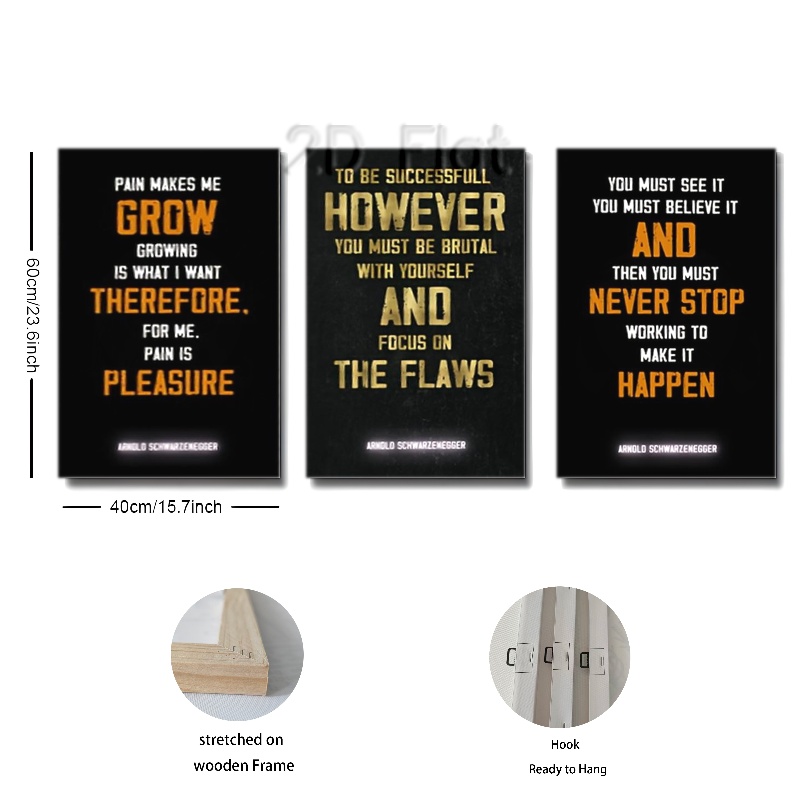 2D Flat
PAIN MAKES ME
GROW
GROWING
IS WHAT I WANT
THEREFORE,
FOR ME.
PAIN IS
PLEASURE
ARNOLD SCHWARZENEGGER
TO BE SUCCESSFULL
HOWEVER
YOU MUST BE BRUTAL
WITH YOURSELF
AND
FOCUS ON
THE FLAWS
ARNOLD SCHWARZENEGGER
YOU MUST SEE IT
YOU MUST BELIEVE IT
AND
THEN YOU MUST
NEVER STOP
WORKING TO
MAKE IT
HAPPEN
ARNOLD SCHWARZENEGGER
60cm/23.6inch
40cm/15.7inch
stretched on
wooden Frame
Hook
Ready to Hang